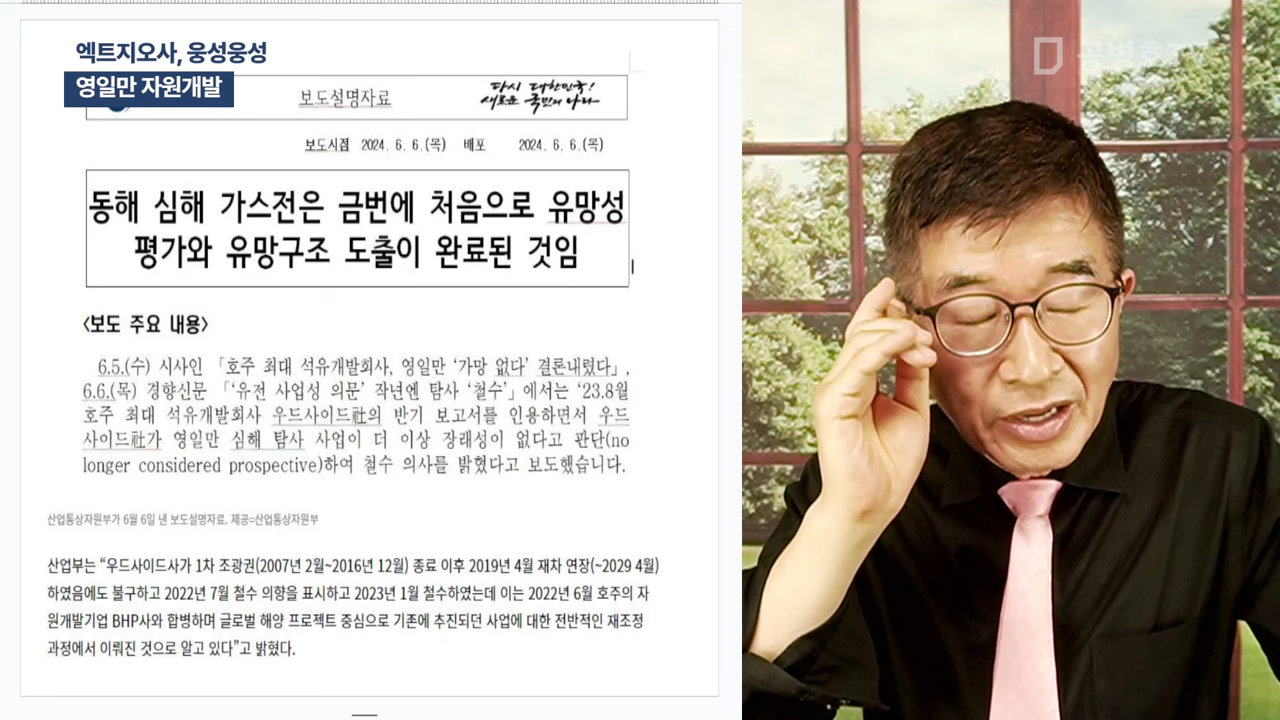 엑트지오사, 웅성웅성
영일만 자원개발
공병호TV
보도설명자료
다시 대한민국!
새로운 국민의 나라
보도시점 2024. 6. 6.(목) 배포 2024. 6. 6.(목)
동해 심해 가스전은 금번에 처음으로 유망성
평가와 유망구조 도출이 완료된 것임
<보도 주요 내용>
6.5.(수) 시사인 「호주 최대 석유개발회사, 영일만 ‘가망 없다’ 결론내렸다」,
6.6.(목) 경향신문 「‘유전 사업성 의문’ 작년엔 탐사 ‘철수’」에서는 ‘23.8월
호주 최대 석유개발회사 우드사이드社의 반기 보고서를 인용하면서 우드
사이드社가 영일만 심해 탐사 사업이 더 이상 장래성이 없다고 판단(no
longer considered prospective)하여 철수 의사를 밝혔다고 보도했습니다.
산업통상자원부가 6월 6일 낸 보도설명자료. 제공=산업통상자원부
산업부는 “우드사이드사가 1차 조광권(2007년 2월~2016년 12월) 종료 이후 2019년 4월 재차 연장(~2029 4월)
하였음에도 불구하고 2022년 7월 철수 의향을 표시하고 2023년 1월 철수하였는데 이는 2022년 6월 호주의 자
원개발기업 BHP사와 합병하며 글로벌 해양 프로젝트 중심으로 기존에 추진되던 사업에 대한 전반적인 재조정
과정에서 이뤄진 것으로 알고 있다”고 밝혔다.